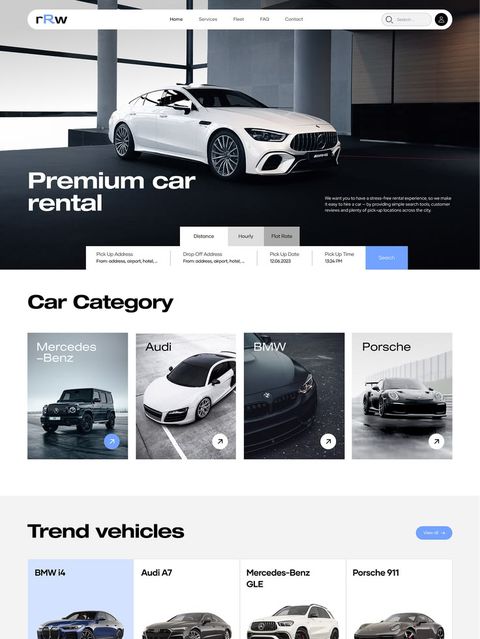 rRw
Home Services Fleet FAQ Contact
Search ...
Premium car
rental
We want you to have a stress-free rental experience, so we make
it easy to hire a car – by providing simple search tools, customer
reviews and plenty of pick-up locations across the city.
Distance Hourly Flat Rate
Pick Up Address Drop Off Address Pick Up Date Pick Up Time
From: address, airport, hotel, ... From: address, airport, hotel, ... 12.06.2023 13:24 PM
Search
Car Category
Mercedes
-Benz
Audi
BMW
Porsche
Trend vehicles
View all →
BMW i4
Audi A7
Mercedes-Benz
GLE
Porsche 911